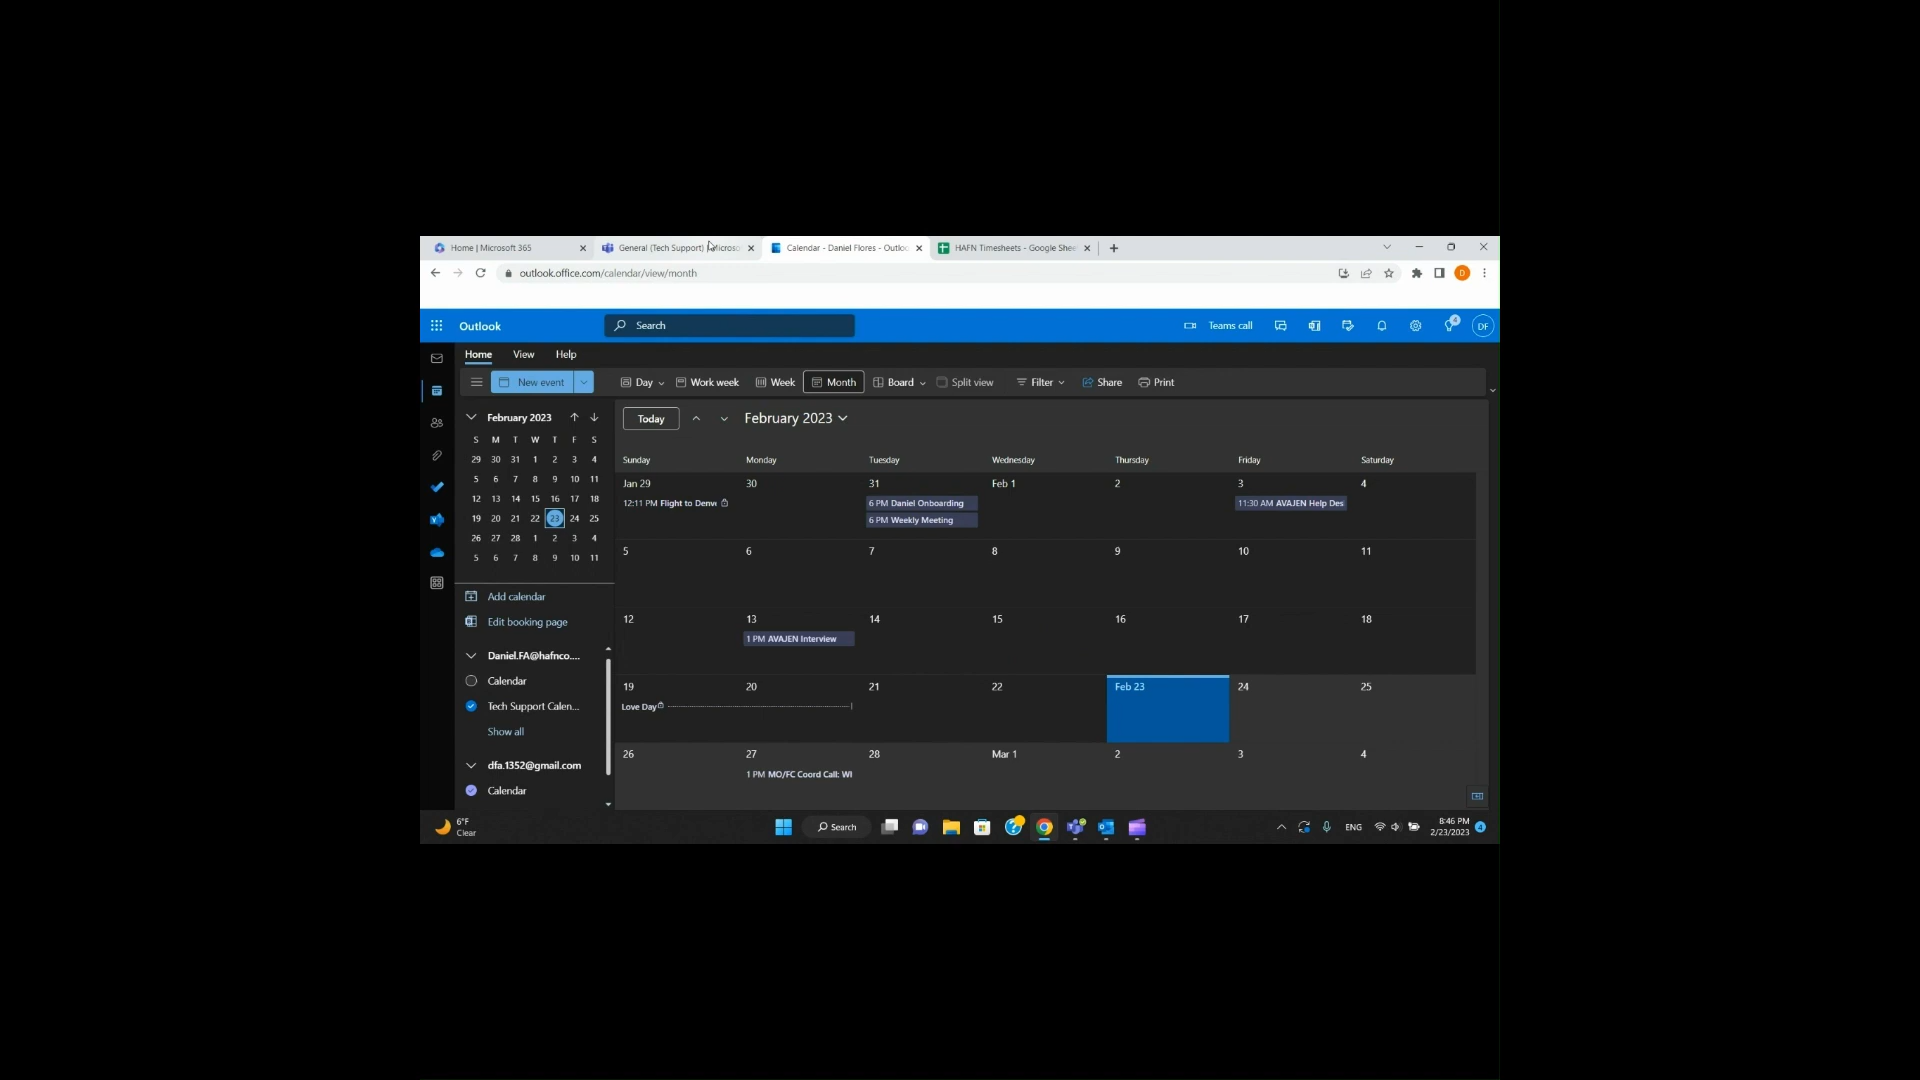 Home | Microsoft 365
General (Tech Support) | Microso
Calendar - Daniel Flores - Outloo
HAFN Timesheets - Google Shee
outlook.office.com/calendar/view/month
Outlook
Search
Teams call
4
DF
D
Home View Help
New event
Day Work week Week Month Board Split view Filter Share Print
February 2023
S M T W T F S
29 30 31 1 2 3 4
5 6 7 8 9 10 11
12 13 14 15 16 17 18
19 20 21 22 23 24 25
26 27 28 1 2 3 4
5 6 7 8 9 10 11
Add calendar
Edit booking page
Daniel.FA@hafnco....
Calendar
Tech Support Calen...
Show all
dfa.1352@gmail.com
Calendar
Today February 2023
Sunday Monday Tuesday Wednesday Thursday Friday Saturday
Jan 29 30 31 Feb 1 2 3 4
12:11 PM Flight to Denve 6 PM Daniel Onboarding 11:30 AM AVAJEN Help Des
6 PM Weekly Meeting
5 6 7 8 9 10 11
12 13 14 15 16 17 18
1 PM AVAJEN Interview
19 20 21 22 Feb 23 24 25
Love Day
26 27 28 Mar 1 2 3 4
1 PM MO/FC Coord Call: WI
6°F
Clear
Search
ENG
8:46 PM
2/23/2023
4